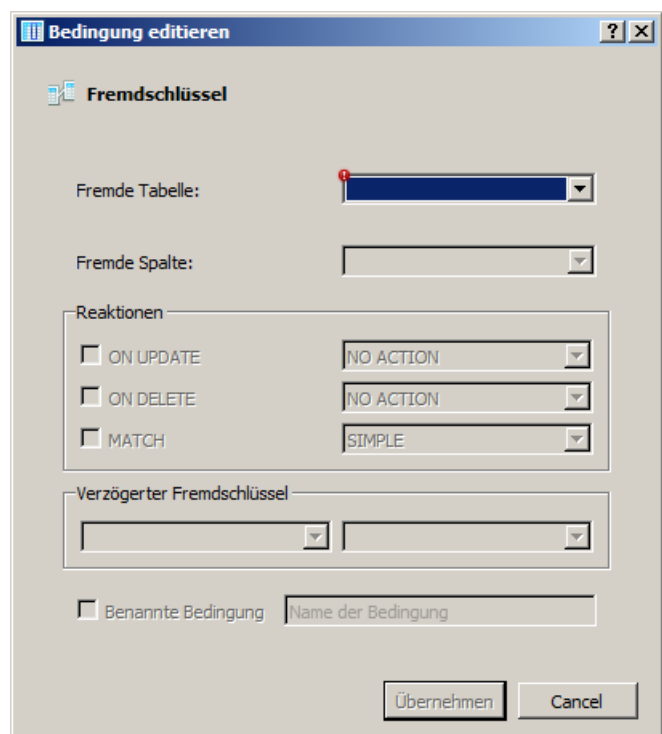 Bedingung editieren
Fremdschlüssel
Fremde Tabelle:
Fremde Spalte:
Reaktionen
ON UPDATE NO ACTION
ON DELETE NO ACTION
MATCH SIMPLE
Verzögerter Fremdschlüssel
Benannte Bedingung Name der Bedingung
Übernehmen Cancel